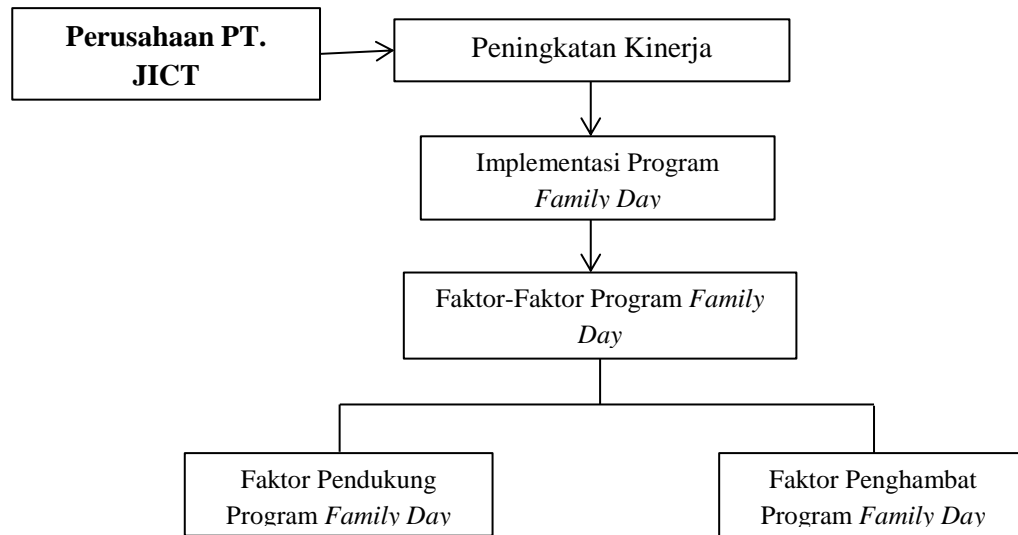 Perusahaan PT.
JICT
Peningkatan Kinerja
Implementasi Program
Family Day
Faktor-Faktor Program Family
Day
Faktor Pendukung
Program Family Day
Faktor Penghambat
Program Family Day